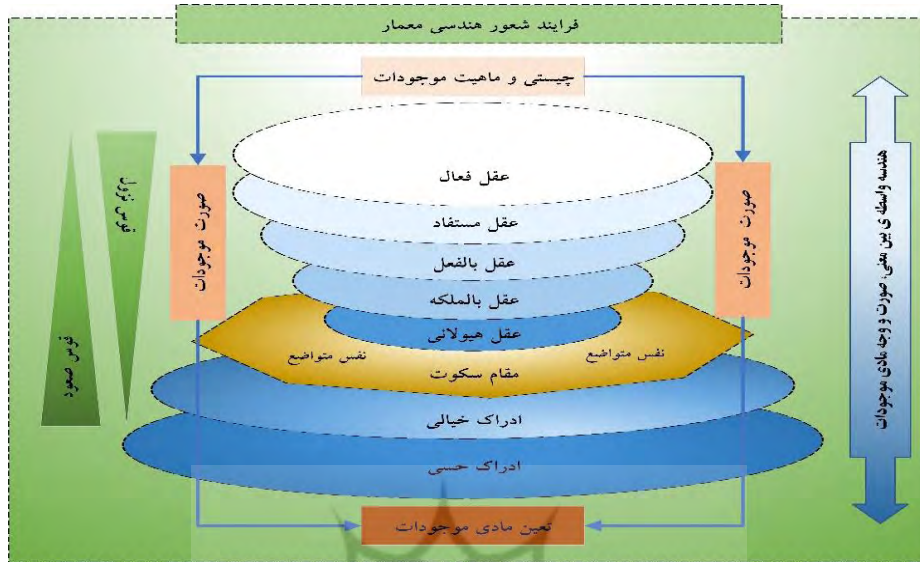 فرایند شعور هندسی معمار
چیستی و ماهیت موجودات
عقل فعال
عقل مستفاد
عقل بالفعل
عقل بالملکه
عقل هیولانی
نفس متواضع
نفس متواضع
مقام سکوت
ادراک خیالی
ادراک حسی
تعین مادی موجودات
صورت موجودات
صورت موجودات
هندسه واسطه ی بین معنی، صورت و وجه مادی موجودات
قوس نزول
قوس صعود